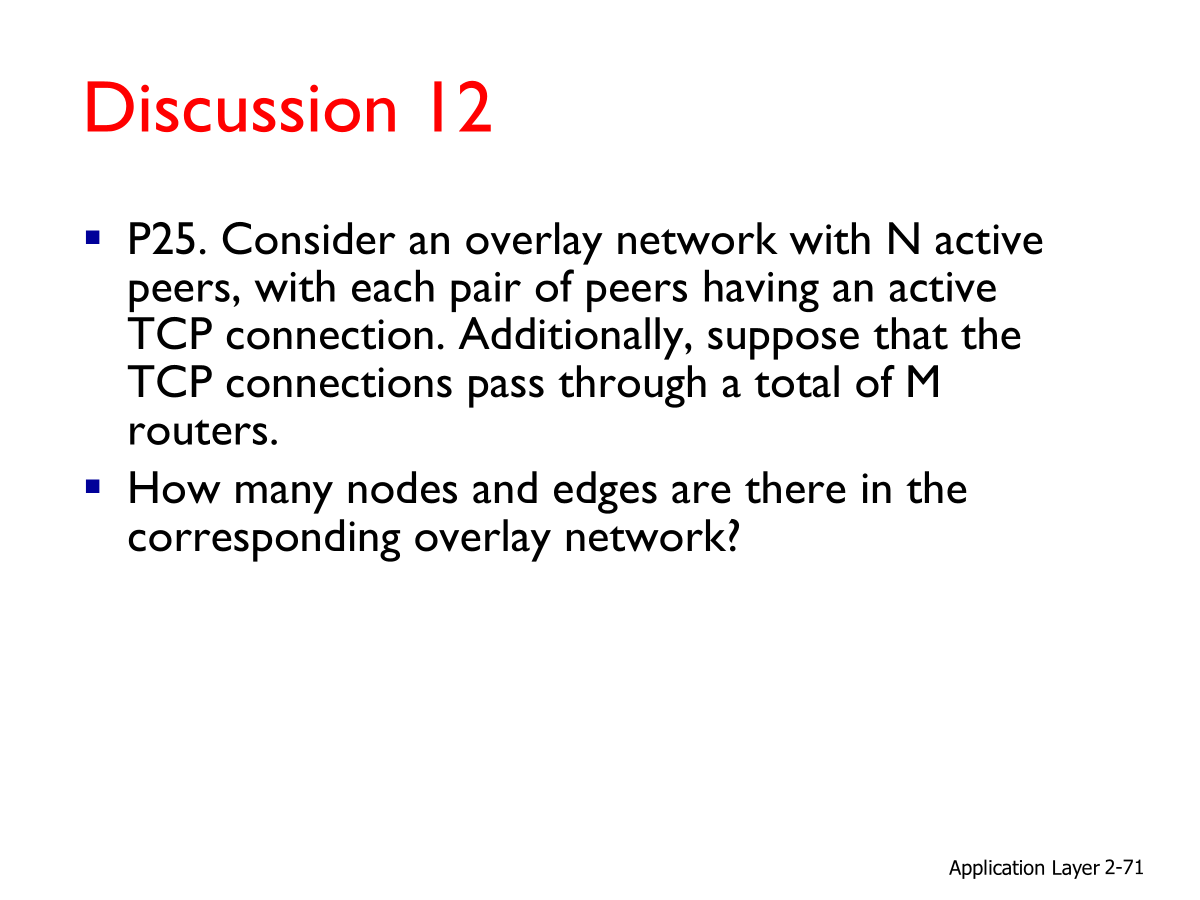 Discussion 12
▪ P25. Consider an overlay network with N active
peers, with each pair of peers having an active
TCP connection. Additionally, suppose that the
TCP connections pass through a total of M
routers.
▪ How many nodes and edges are there in the
corresponding overlay network?
Application Layer 2-71